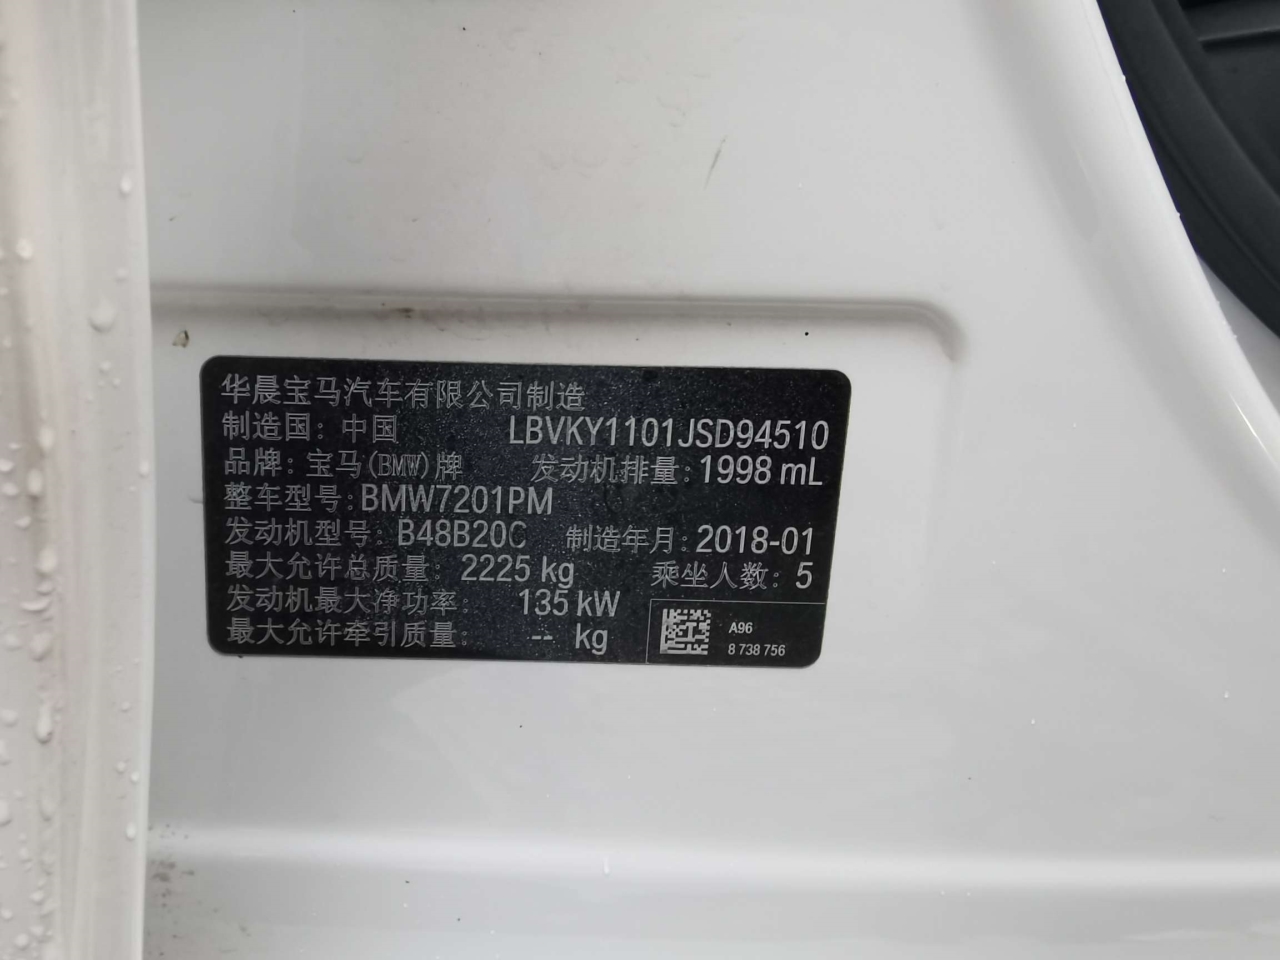 华晨宝马汽车有限公司制造
制造国：中国 LBVKY1101JSD94510
品牌：宝马(BMW)牌 发动机排量：1998 mL
整车型号：BMW7201PM
发动机型号：B48B20C 制造年月：2018-01
最大允许总质量：2225 kg 乘坐人数：5
发动机最大净功率：135 kW
最大允许牵引质量：-- kg
A96
8 738 756